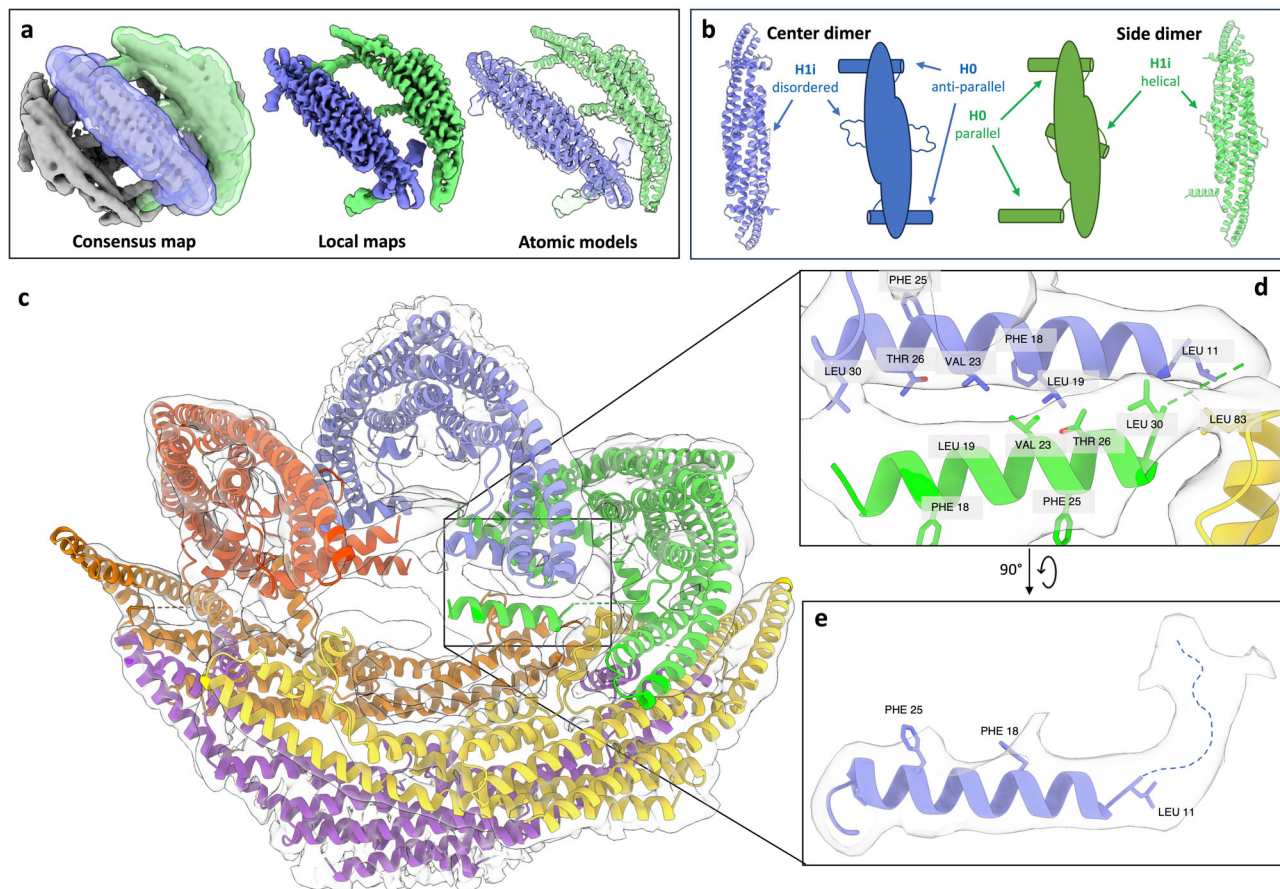 a
Consensus map
Local maps
Atomic models
b
Center dimer
Side dimer
H1i
disordered
H0
anti-parallel
H0
parallel
H1i
helical
c
d
PHE 25
PHE 18
THR 26
VAL 23
LEU 11
LEU 30
LEU 19
LEU 30
LEU 83
LEU 19
VAL 23
THR 26
PHE 18
PHE 25
90°
e
PHE 25
PHE 18
LEU 11